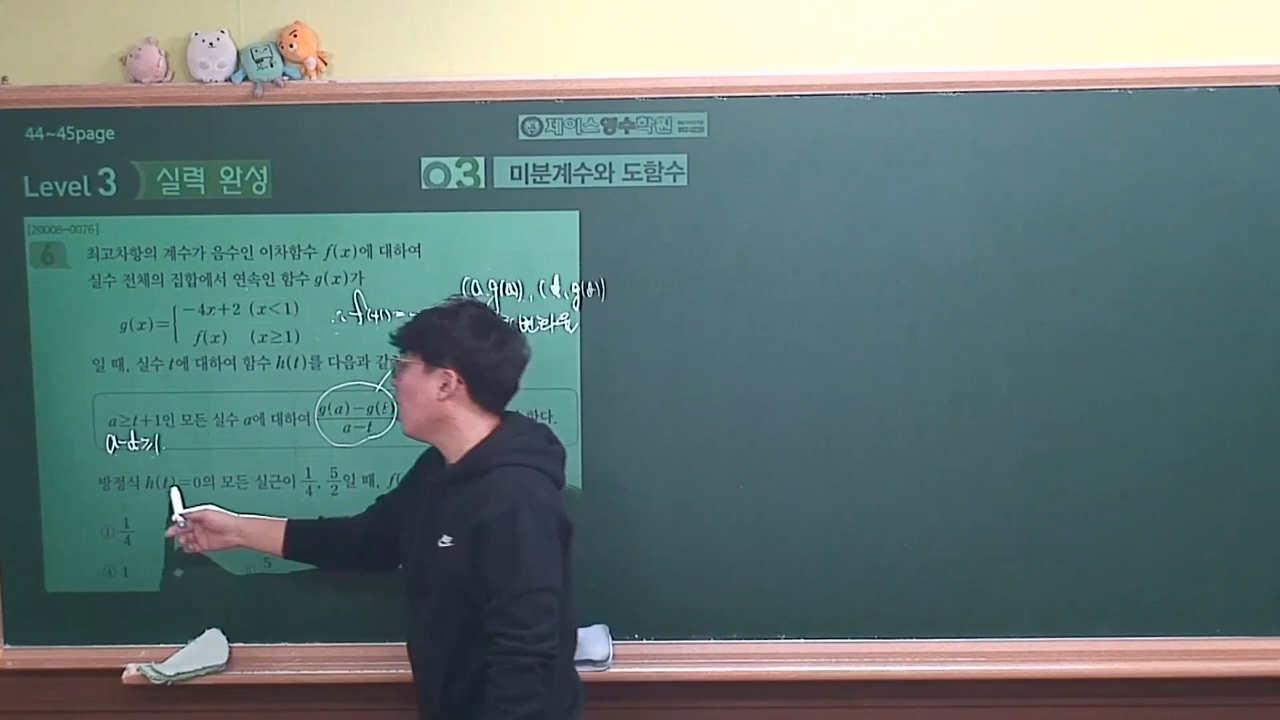 44~45page
제이스영수학원
Level 3 실력 완성
03 미분계수와 도함수
[20008-0076]
6 최고차항의 계수가 음수인 이차함수 f(x)에 대하여
실수 전체의 집합에서 연속인 함수 g(x)가
(a, g(a)), (t, g(t))
g(x)={ -4x+2 (x<1)
f(x) (x≥1)
∴ f'(1)=
일 때, 실수 t에 대하여 함수 h(t)를 다음과
a≥t+1인 모든 실수 a에 대하여 g(a)-g(t)/a-t 한다.
a-t≥1.
방정식 h(t)=0의 모든 실근이 1/4, 5/2일 때,
① 1/4
④ 1
⑤ 5